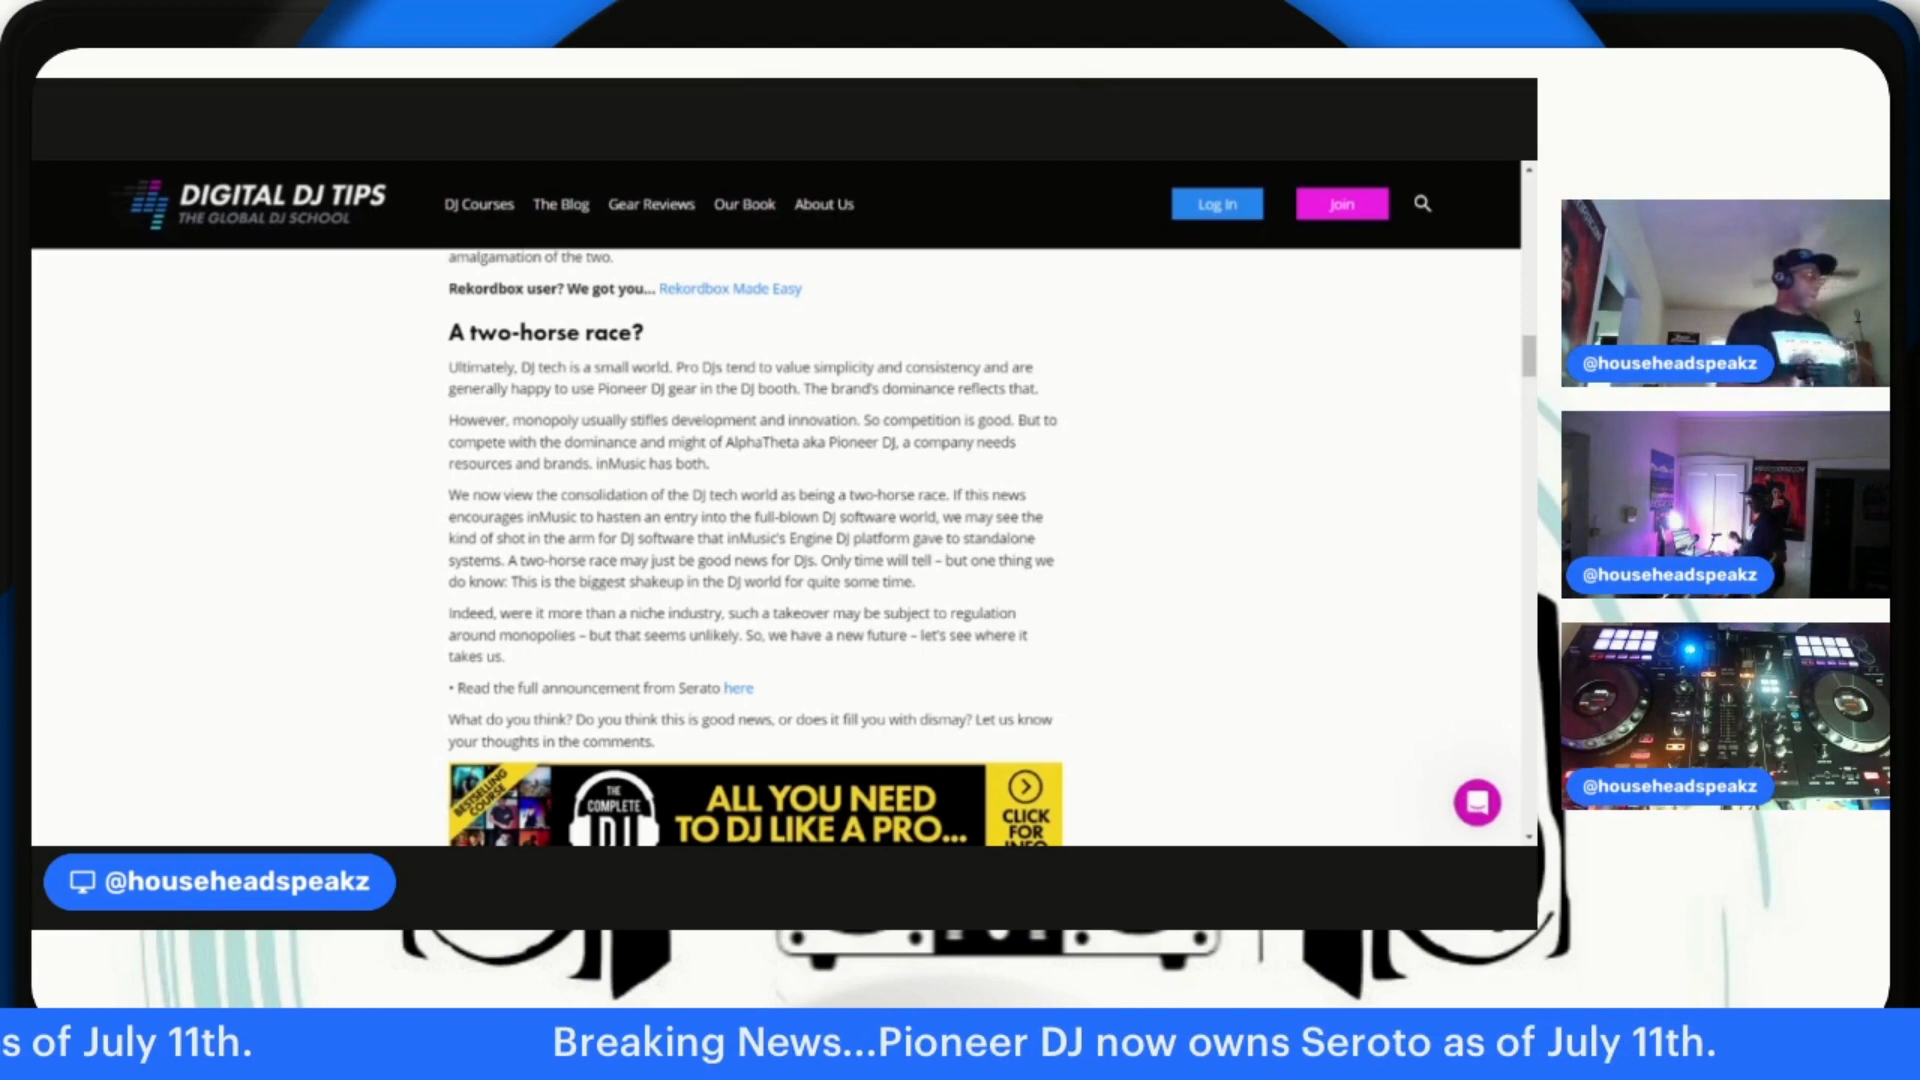 DIGITAL DJ TIPS
THE GLOBAL DJ SCHOOL
DJ Courses The Blog Gear Reviews Our Book About Us
Log In Join
amalgamation of the two.
Rekordbox user? We got you... Rekordbox Made Easy
A two-horse race?
Ultimately, DJ tech is a small world. Pro DJs tend to value simplicity and consistency and are
generally happy to use Pioneer DJ gear in the DJ booth. The brand's dominance reflects that.
However, monopoly usually stifles development and innovation. So competition is good. But to
compete with the dominance and might of AlphaTheta aka Pioneer DJ, a company needs
resources and brands. inMusic has both.
We now view the consolidation of the DJ tech world as being a two-horse race. If this news
encourages inMusic to hasten an entry into the full-blown DJ software world, we may see the
kind of shot in the arm for DJ software that inMusic's Engine DJ platform gave to standalone
systems. A two-horse race may just be good news for DJs. Only time will tell – but one thing we
do know: This is the biggest shakeup in the DJ world for quite some time.
Indeed, were it more than a niche industry, such a takeover may be subject to regulation
around monopolies – but that seems unlikely. So, we have a new future – let's see where it
takes us.
• Read the full announcement from Serato here
What do you think? Do you think this is good news, or does it fill you with dismay? Let us know
your thoughts in the comments.
BESTSELLING
COURSE
THE
COMPLETE
DJ
ALL YOU NEED
TO DJ LIKE A PRO...
CLICK
FOR
INFO
@househeadspeakz
@househeadspeakz
@househeadspeakz
@househeadspeakz
s of July 11th. Breaking News...Pioneer DJ now owns Seroto as of July 11th.